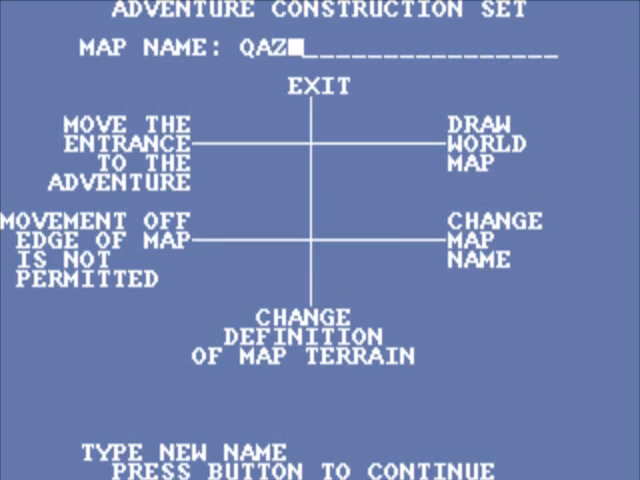 ADVENTURE CONSTRUCTION SET
MAP NAME: QAZ
EXIT
MOVE THE
ENTRANCE
TO THE
ADVENTURE
DRAW
WORLD
MAP
MOVEMENT OFF
EDGE OF MAP
IS NOT
PERMITTED
CHANGE
MAP
NAME
CHANGE
DEFINITION
OF MAP TERRAIN
TYPE NEW NAME
PRESS BUTTON TO CONTINUE